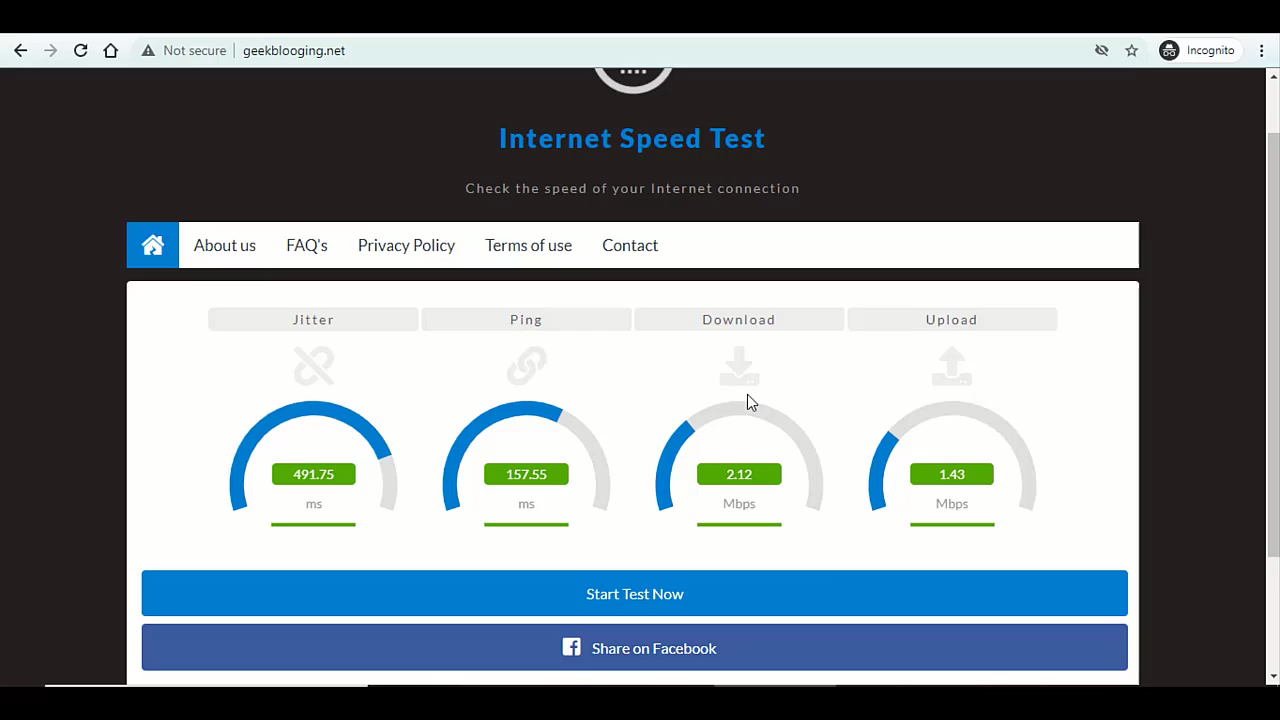 Not secure geekblooging.net Incognito
Internet Speed Test
Check the speed of your Internet connection
About us FAQ's Privacy Policy Terms of use Contact
Jitter Ping Download Upload
491.75 157.55 2.12 1.43
ms ms Mbps Mbps
Start Test Now
Share on Facebook